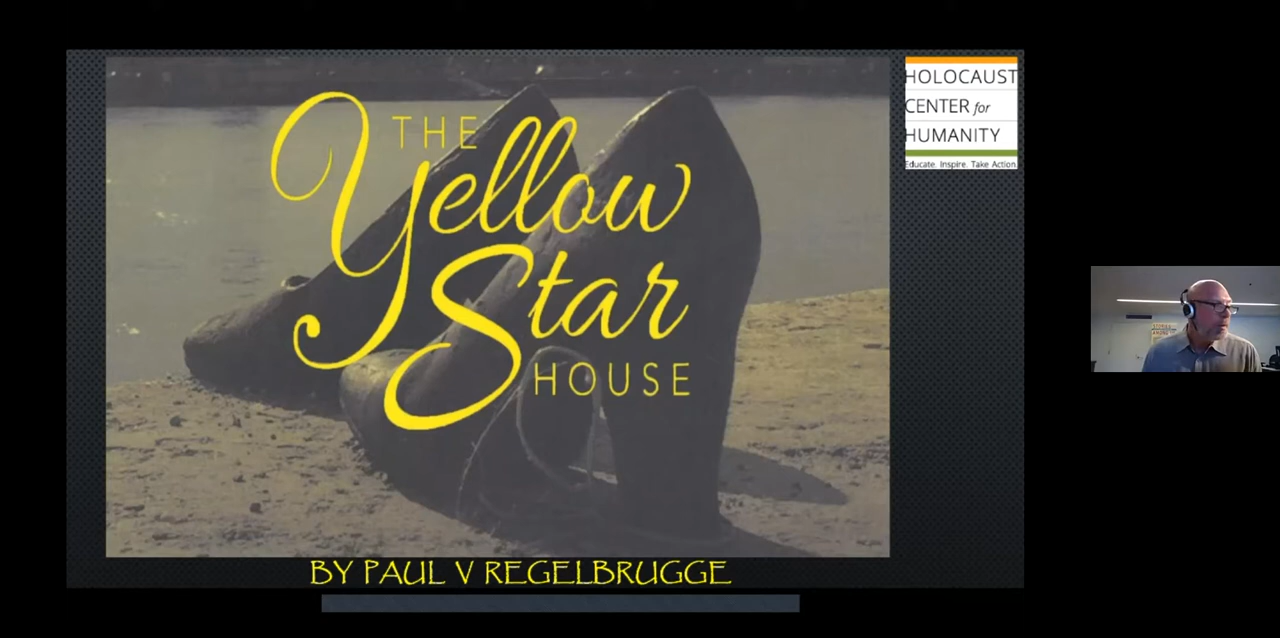 THE
Yellow
Star
HOUSE
BY PAUL V REGELBRUGGE
HOLOCAUST
CENTER for
HUMANITY
Educate. Inspire. Take Action.